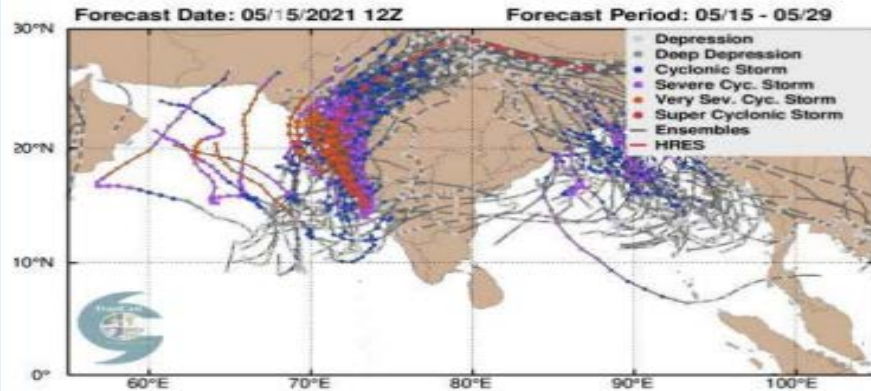 Forecast Date: 05/15/2021 12Z Forecast Period: 05/15 - 05/29
30°N
Depression
Deep Depression
Cyclonic Storm
Severe Cyc. Storm
Very Sev. Cyc. Storm
Super Cyclonic Storm
Ensembles
HRES
20°N
10°N
0°
60°E 70°E 80°E 90°E 100°E